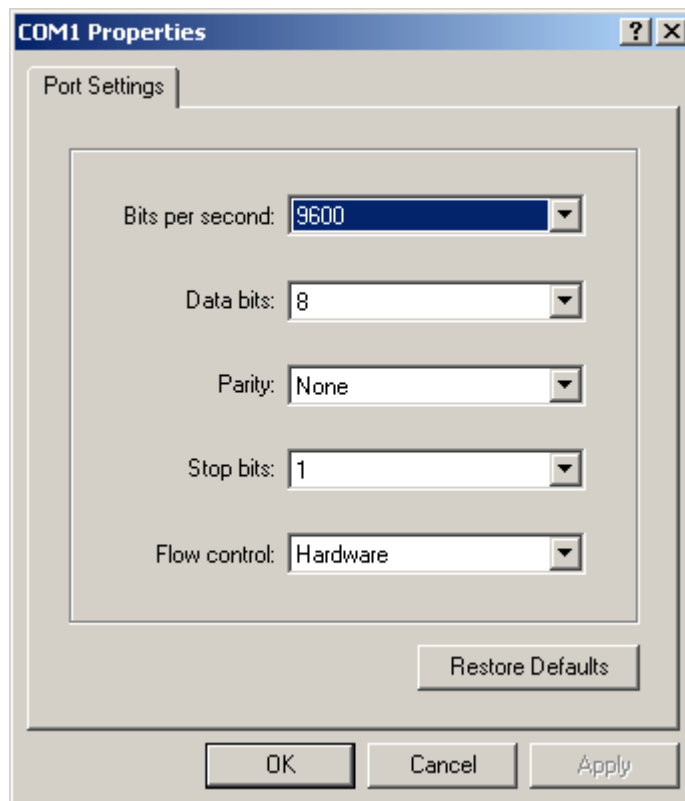 COM1 Properties
Port Settings
Bits per second: 9600
Data bits: 8
Parity: None
Stop bits: 1
Flow control: Hardware
Restore Defaults
OK Cancel Apply